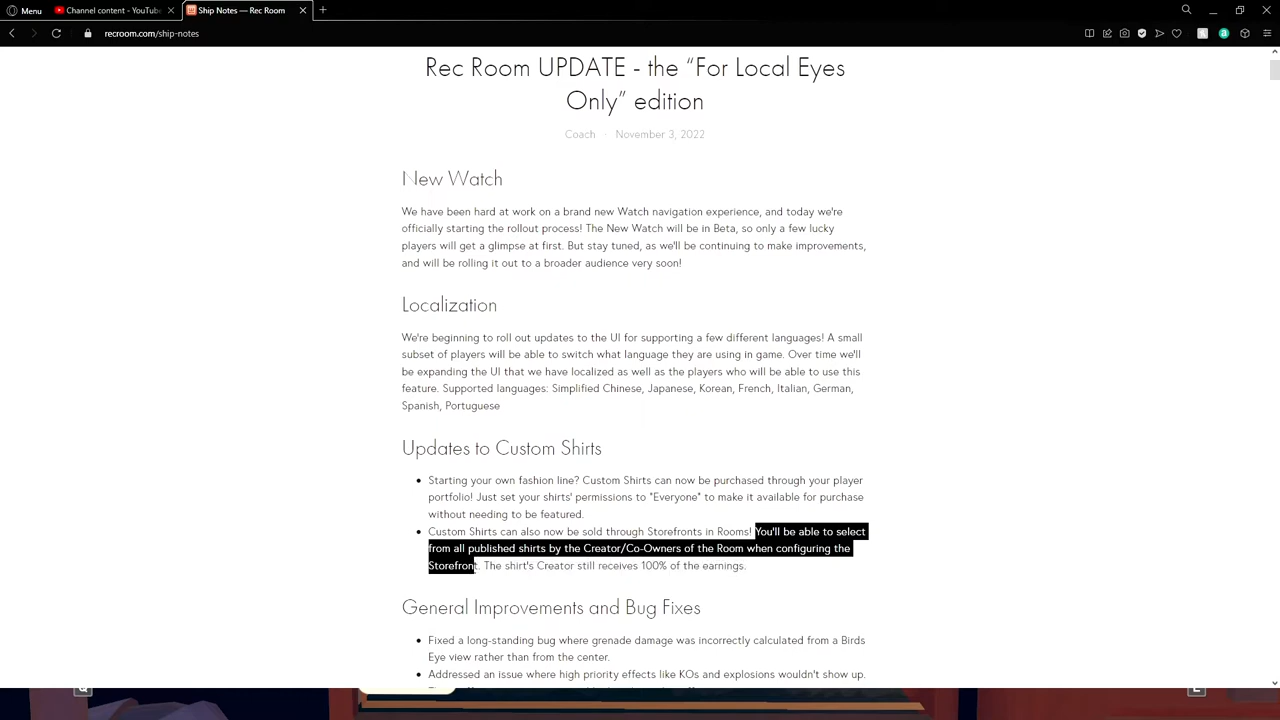 Menu
Channel content - YouTube
Ship Notes — Rec Room
recroom.com/ship-notes
Rec Room UPDATE - the “For Local Eyes
Only” edition
Coach · November 3, 2022
New Watch
We have been hard at work on a brand new Watch navigation experience, and today we're
officially starting the rollout process! The New Watch will be in Beta, so only a few lucky
players will get a glimpse at first. But stay tuned, as we'll be continuing to make improvements,
and will be rolling it out to a broader audience very soon!
Localization
We're beginning to roll out updates to the UI for supporting a few different languages! A small
subset of players will be able to switch what language they are using in game. Over time we'll
be expanding the UI that we have localized as well as the players who will be able to use this
feature. Supported languages: Simplified Chinese, Japanese, Korean, French, Italian, German,
Spanish, Portuguese
Updates to Custom Shirts
Starting your own fashion line? Custom Shirts can now be purchased through your player
portfolio! Just set your shirts' permissions to "Everyone" to make it available for purchase
without needing to be featured.
Custom Shirts can also now be sold through Storefronts in Rooms! You'll be able to select
from all published shirts by the Creator/Co-Owners of the Room when configuring the
Storefront. The shirt's Creator still receives 100% of the earnings.
General Improvements and Bug Fixes
Fixed a long-standing bug where grenade damage was incorrectly calculated from a Birds
Eye view rather than from the center.
Addressed an issue where high priority effects like KOs and explosions wouldn't show up.